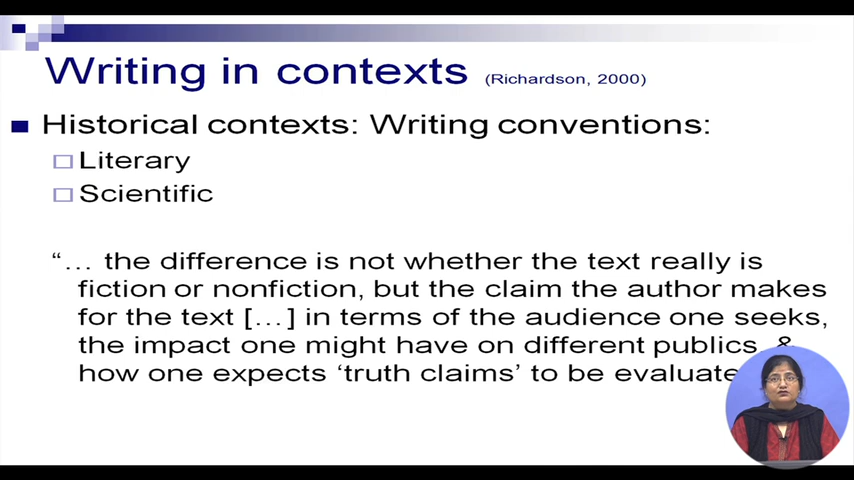 Writing in contexts (Richardson, 2000)
Historical contexts: Writing conventions:
Literary
Scientific
“… the difference is not whether the text really is
fiction or nonfiction, but the claim the author makes
for the text […] in terms of the audience one seeks,
the impact one might have on different publics, &
how one expects ‘truth claims’ to be